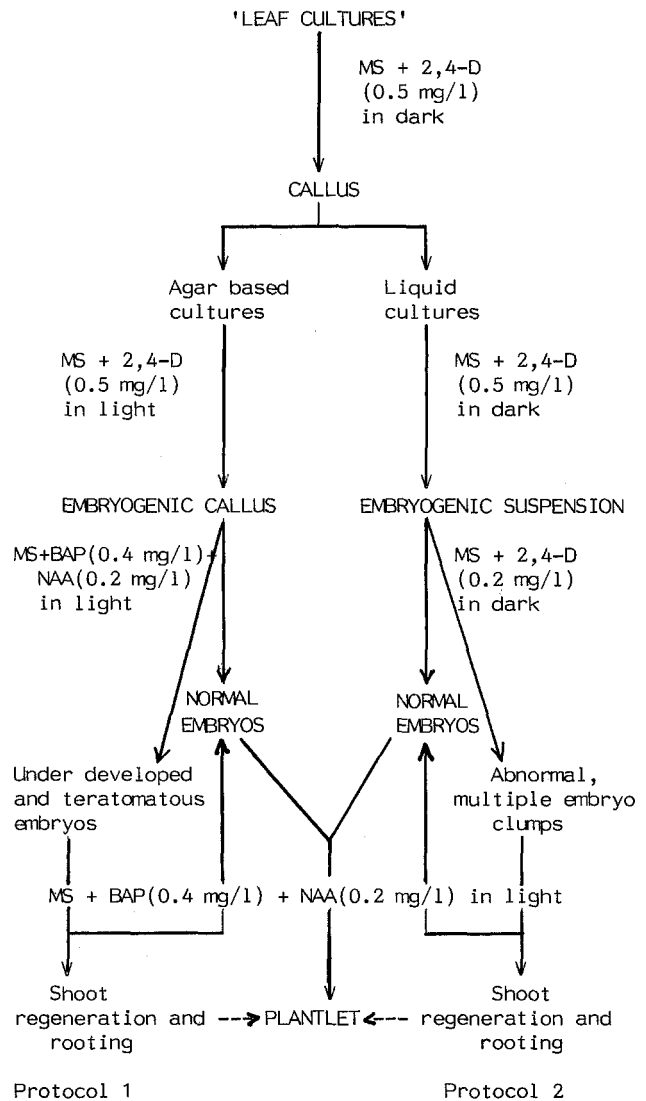 'LEAF CULTURES'
MS + 2,4-D
(0.5 mg/l)
in dark
CALLUS
Agar based
cultures
Liquid
cultures
MS + 2,4-D
(0.5 mg/l)
in light
MS + 2,4-D
(0.5 mg/l)
in dark
EMBRYOGENIC CALLUS
EMBRYOGENIC SUSPENSION
MS+BAP(0.4 mg/l)+
NAA(0.2 mg/l)
in light
MS + 2,4-D
(0.2 mg/l)
in dark
NORMAL
EMBRYOS
NORMAL
EMBRYOS
Under developed
and teratomatous
embryos
Abnormal,
multiple embryo
clumps
MS + BAP(0.4 mg/l) + NAA(0.2 mg/l) in light
Shoot
regeneration and
rooting
PLANTLET
Shoot
regeneration and
rooting
Protocol 1
Protocol 2